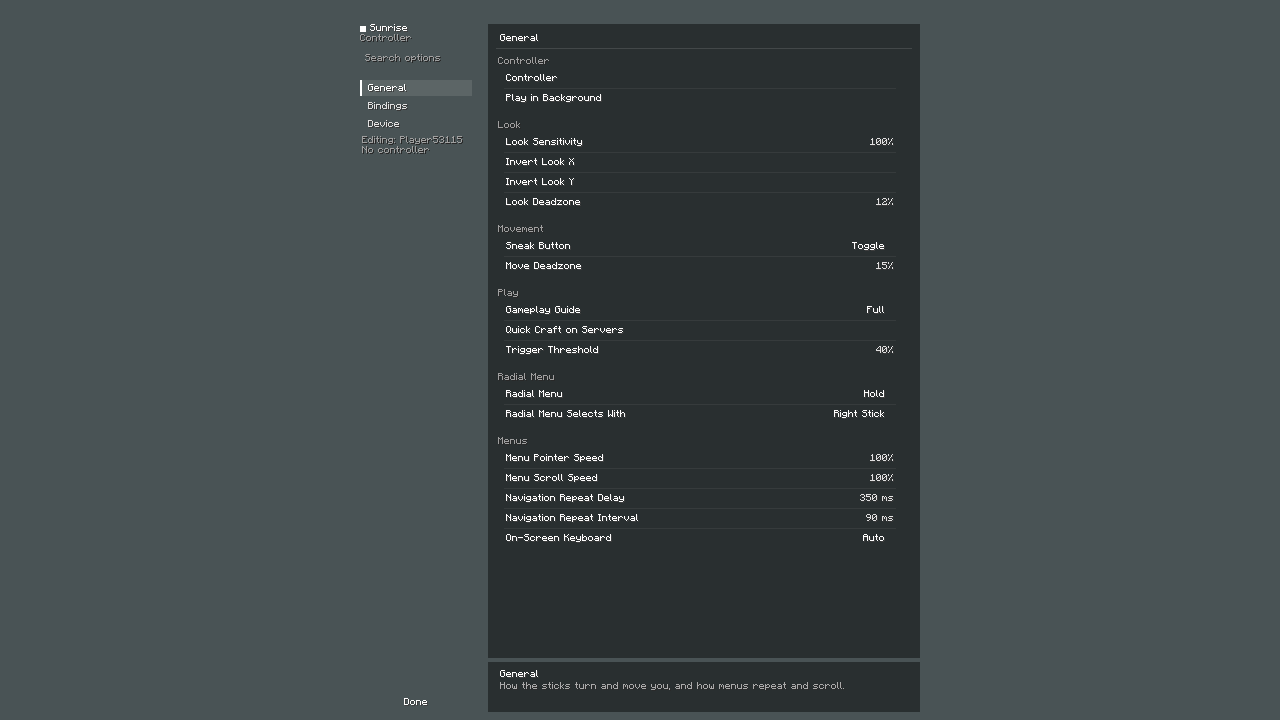 Sunrise
Controller
Search options
General
Bindings
Device
Editing: Player53115
No controller
Done
General
Controller
Controller
Play in Background
Look
Look Sensitivity 100%
Invert Look X
Invert Look Y
Look Deadzone 12%
Movement
Sneak Button Toggle
Move Deadzone 15%
Play
Gameplay Guide Full
Quick Craft on Servers
Trigger Threshold 40%
Radial Menu
Radial Menu Hold
Radial Menu Selects With Right Stick
Menus
Menu Pointer Speed 100%
Menu Scroll Speed 100%
Navigation Repeat Delay 350 ms
Navigation Repeat Interval 90 ms
On-Screen Keyboard Auto
General
How the sticks turn and move you, and how menus repeat and scroll.